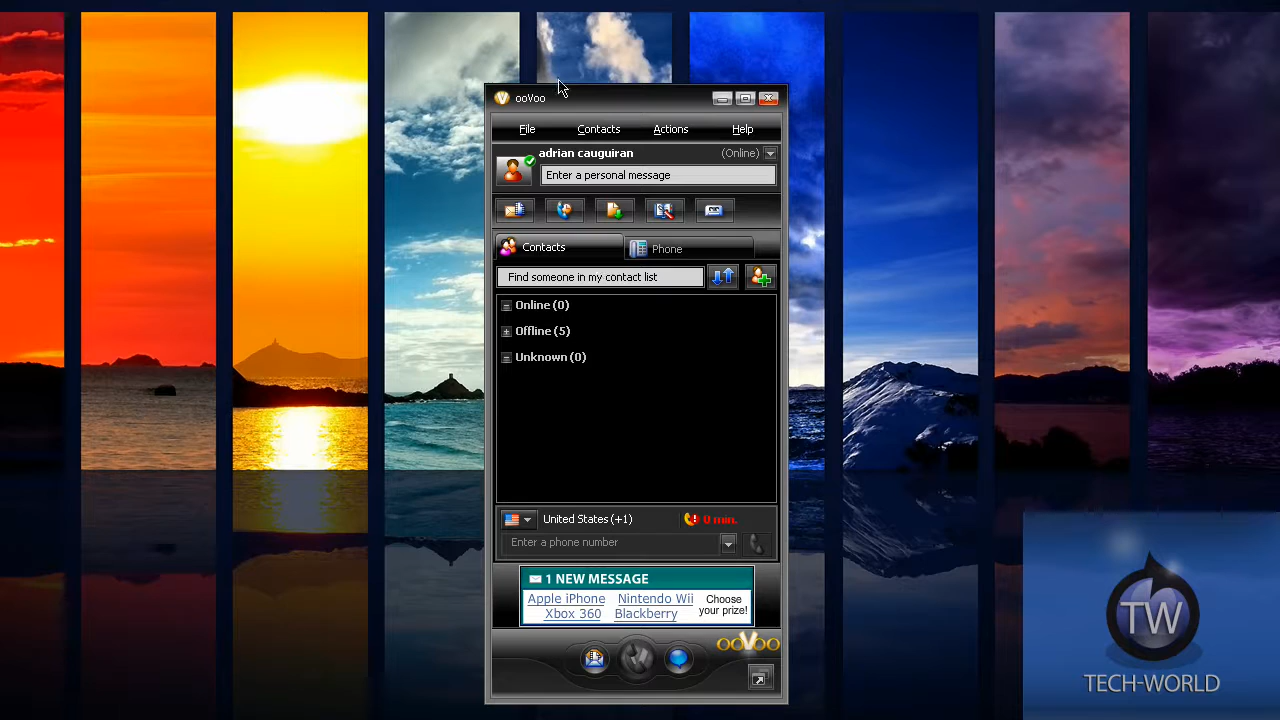 ooVoo
File Contacts Actions Help
adrian cauguiran (Online)
Enter a personal message
Contacts Phone
Find someone in my contact list
Online (0)
Offline (5)
Unknown (0)
United States (+1) 0 min.
Enter a phone number
1 NEW MESSAGE
Apple iPhone Nintendo Wii
Xbox 360 Blackberry
Choose
your prize!
ooVoo
TW
TECH-WORLD